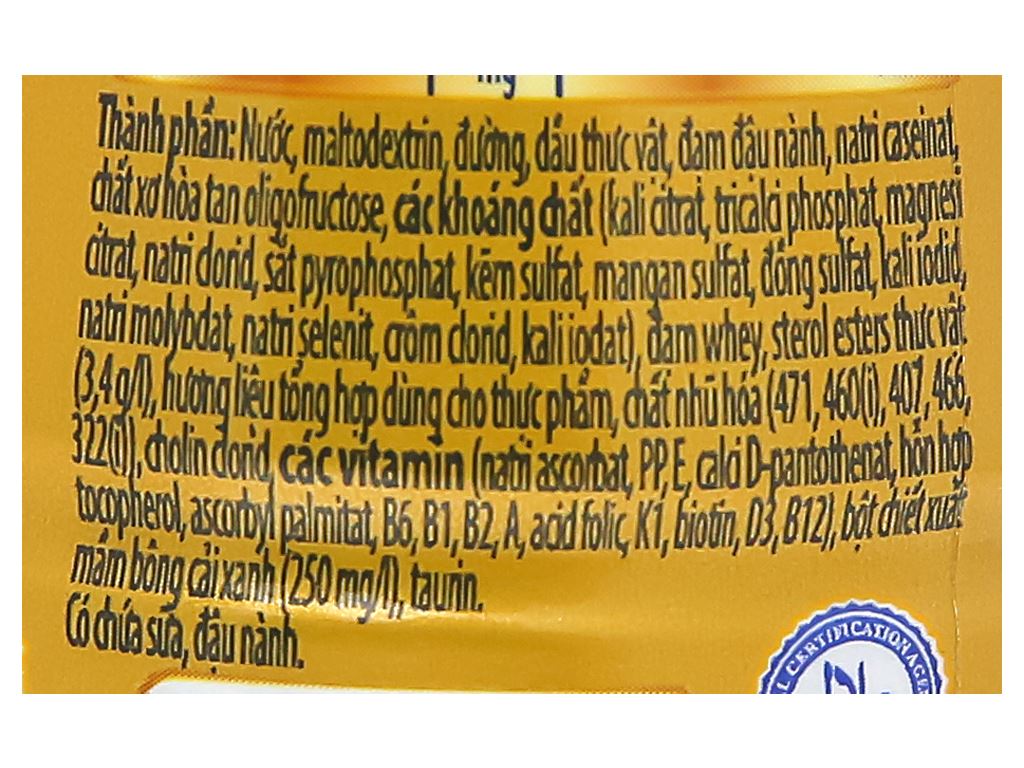 mg
Thành phần: Nước, maltodextrin, đường, dầu thực vật, đạm đậu nành, natri caseinat,
chất xơ hòa tan oligofructose, các khoáng chất (kali citrat, tricalci phosphat, magnesi
citrat, natri clorid, sắt pyrophosphat, kẽm sulfat, mangan sulfat, đồng sulfat, kali iodid,
natri molybdat, natri selenit, crôm clorid, kali iodat), đạm whey, sterol esters thực vật
(3,4 g/l), hương liệu tổng hợp dùng cho thực phẩm, chất nhũ hóa (471, 460(i), 407, 466,
322(i)), cholin clorid, các vitamin (natri ascorbat, PP, E, calci D-pantothenat, hỗn hợp
tocopherol, ascorbyl palmitat, B6, B1, B2, A, acid folic, K1, biotin, D3, B12), bột chiết xuất
mầm bông cải xanh (250 mg/l), taurin.
Có chứa sữa, đậu nành.
CERTIFICATION